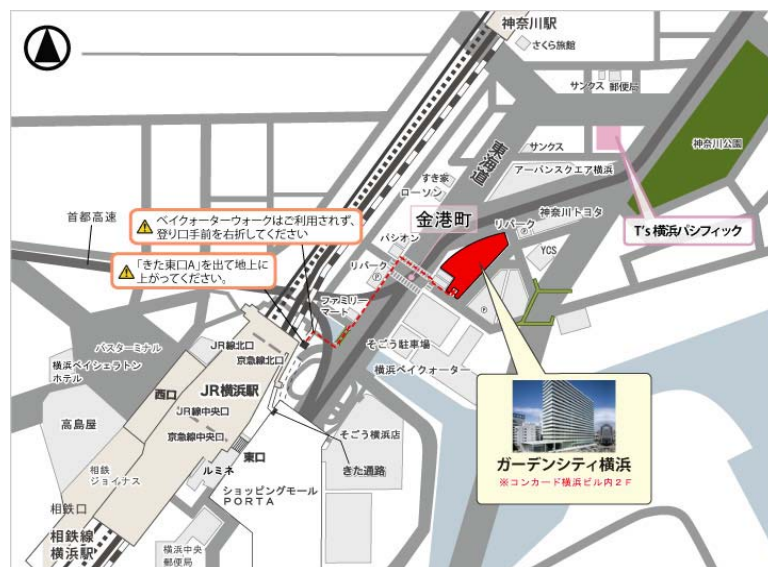 神奈川駅
さくら旅館
サンクス
郵便局
サンクス
東海道
アーバンスクエア横浜
神奈川公園
すき家
ローソン
首都高速
ベイクォーターウォークはご利用されず、
登り口手前を右折してください
金港町
リパーク
P
神奈川トヨタ
T's横浜パシフィック
パシオン
YCS
「きた東口A」を出て地上に
上がってください。
リパーク
P
ファミリー
マート
P
バスターミナル
JR線北口
京急線北口
そごう駐車場
横浜ベイシェラトン
ホテル
横浜ベイクォーター
西口
JR横浜駅
高島屋
JR線中央口
京急線中央口
東口
そごう横浜店
きた通路
ガーデンシティ横浜
※コンカード横浜ビル内2F
相鉄
ジョイナス
ルミネ
ショッピングモール
PORTA
相鉄口
相鉄線
横浜駅
横浜中央
郵便局